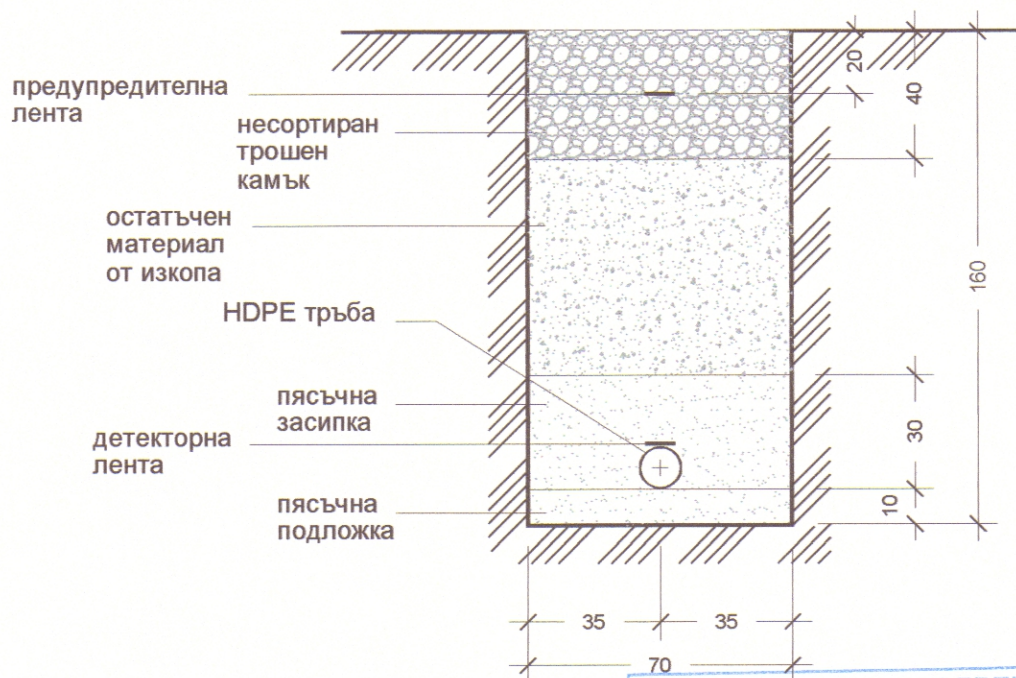 предупредителна
лента
несортиран
трошен
камък
остатъчен
материал
от изкопа
HDPE тръба
пясъчна
засипка
детекторна
лента
пясъчна
подложка
20
40
160
30
10
35
35
70